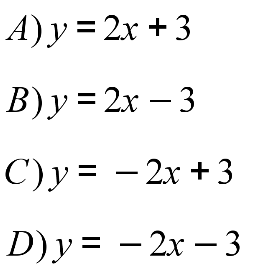 A) y = 2x + 3
B) y = 2x − 3
C) y = −2x + 3
D) y = −2x − 3